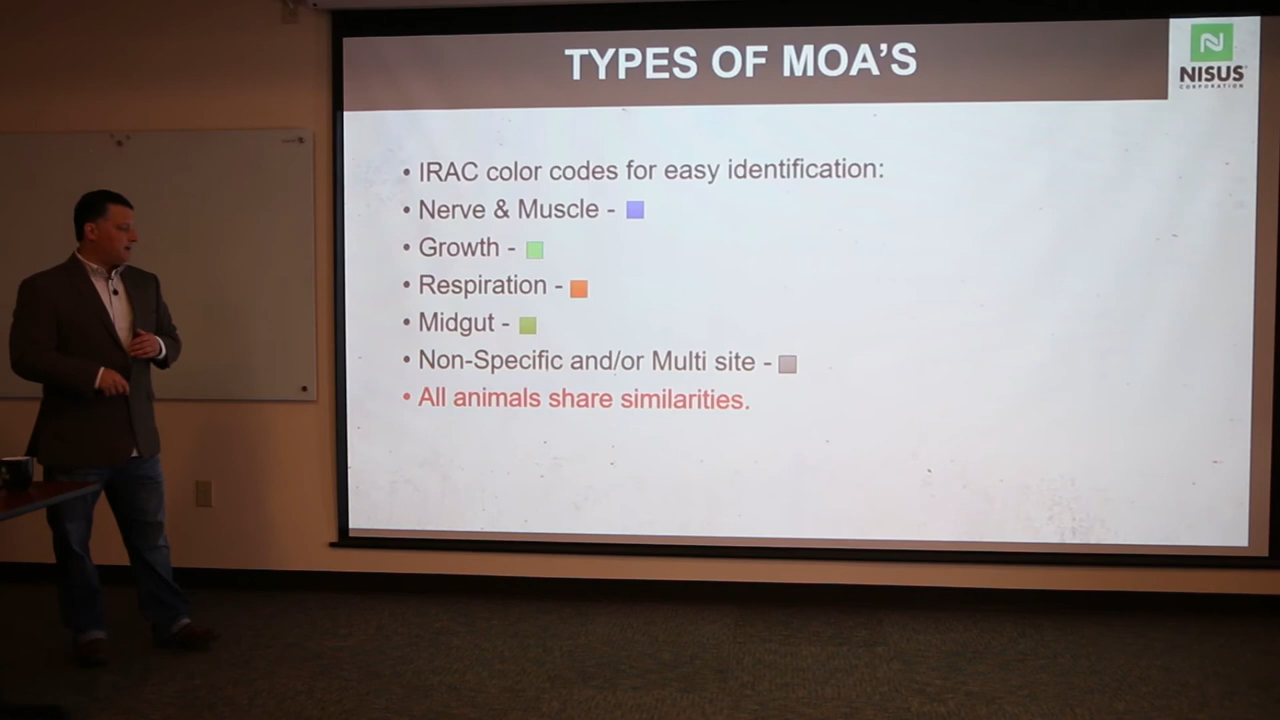 TYPES OF MOA'S
NISUS
CORPORATION
• IRAC color codes for easy identification:
• Nerve & Muscle -
• Growth -
• Respiration -
• Midgut -
• Non-Specific and/or Multi site -
• All animals share similarities.